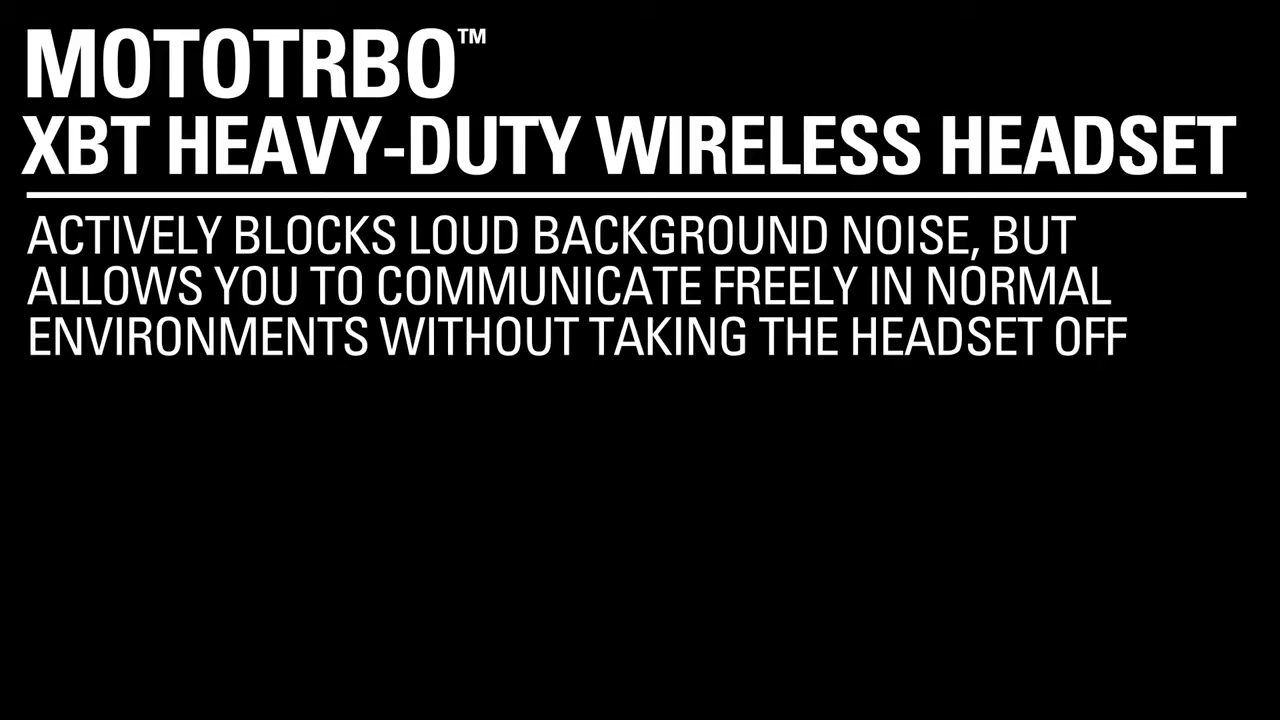 MOTOTRBO™
XBT HEAVY-DUTY WIRELESS HEADSET
ACTIVELY BLOCKS LOUD BACKGROUND NOISE, BUT
ALLOWS YOU TO COMMUNICATE FREELY IN NORMAL
ENVIRONMENTS WITHOUT TAKING THE HEADSET OFF